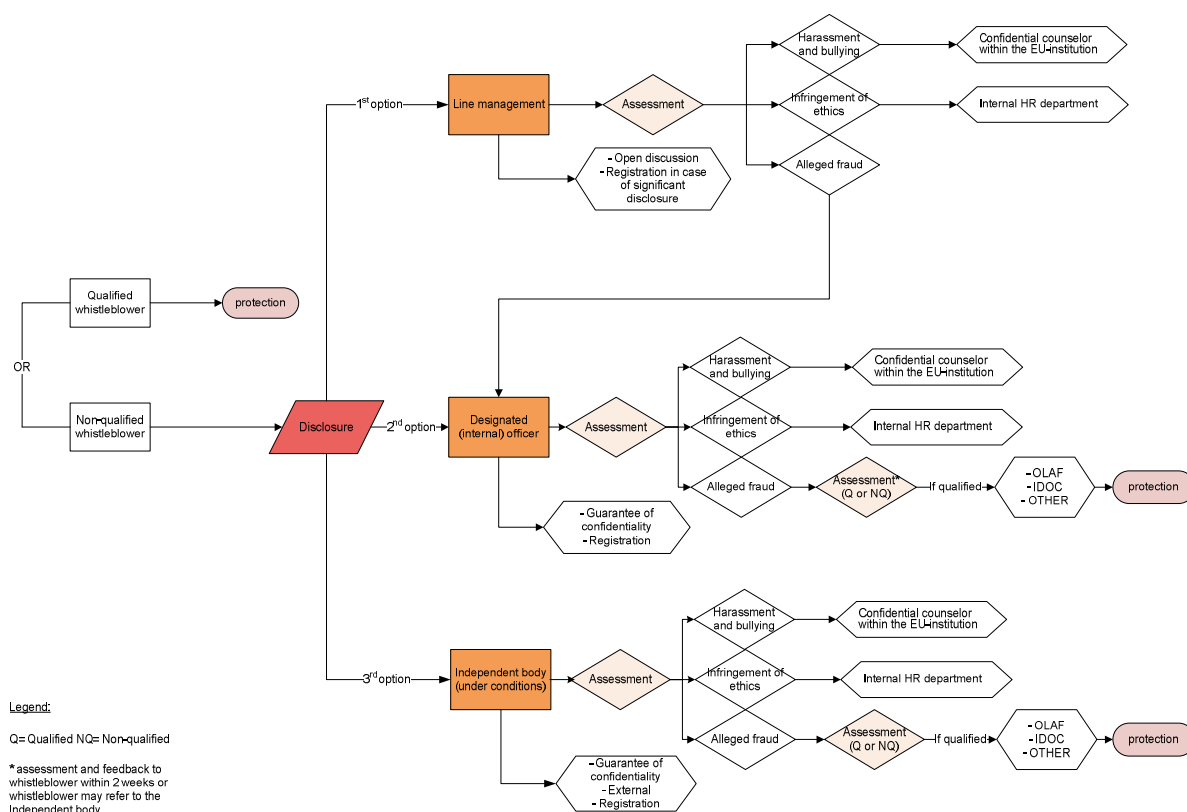 Harassment
and bullying
Confidential counselor
within the EU-institution
1st option
Line management
Assessment
Infringement of
ethics
Internal HR department
- Open discussion
- Registration in case
of significant
disclosure
Alleged fraud
Qualified
whistleblower
protection
OR
Non-qualified
whistleblower
Disclosure
2nd option
Designated
(internal) officer
Assessment
Harassment
and bullying
Confidential counselor
within the EU-institution
Infringement of
ethics
Internal HR department
Alleged fraud
Assessment*
(Q or NQ)
If qualified
- OLAF
- IDOC
- OTHER
protection
- Guarantee of
confidentiality
- Registration
3rd option
Independent body
(under conditions)
Assessment
Harassment
and bullying
Confidential counselor
within the EU-institution
Infringement of
ethics
Internal HR department
Alleged fraud
Assessment
(Q or NQ)
If qualified
- OLAF
- IDOC
- OTHER
protection
- Guarantee of
confidentiality
- External
- Registration
Legend:
Q= Qualified NQ= Non-qualified
* assessment and feedback to
whistleblower within 2 weeks or
whistleblower may refer to the
Independent body